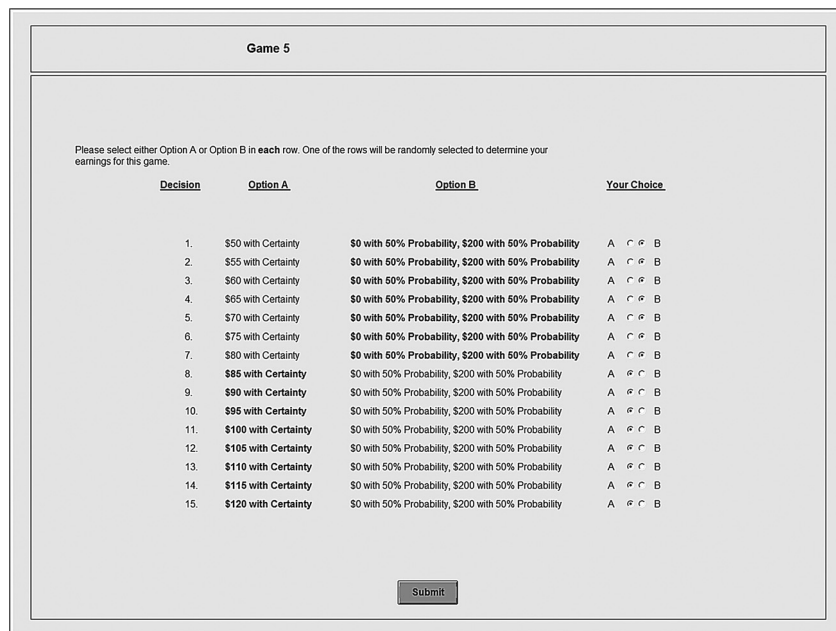 Game 5
Please select either Option A or Option B in each row. One of the rows will be randomly selected to determine your
earnings for this game.
Decision Option A Option B Your Choice
1. $50 with Certainty $0 with 50% Probability, $200 with 50% Probability A B
2. $55 with Certainty $0 with 50% Probability, $200 with 50% Probability A B
3. $60 with Certainty $0 with 50% Probability, $200 with 50% Probability A B
4. $65 with Certainty $0 with 50% Probability, $200 with 50% Probability A B
5. $70 with Certainty $0 with 50% Probability, $200 with 50% Probability A B
6. $75 with Certainty $0 with 50% Probability, $200 with 50% Probability A B
7. $80 with Certainty $0 with 50% Probability, $200 with 50% Probability A B
8. $85 with Certainty $0 with 50% Probability, $200 with 50% Probability A B
9. $90 with Certainty $0 with 50% Probability, $200 with 50% Probability A B
10. $95 with Certainty $0 with 50% Probability, $200 with 50% Probability A B
11. $100 with Certainty $0 with 50% Probability, $200 with 50% Probability A B
12. $105 with Certainty $0 with 50% Probability, $200 with 50% Probability A B
13. $110 with Certainty $0 with 50% Probability, $200 with 50% Probability A B
14. $115 with Certainty $0 with 50% Probability, $200 with 50% Probability A B
15. $120 with Certainty $0 with 50% Probability, $200 with 50% Probability A B
Submit